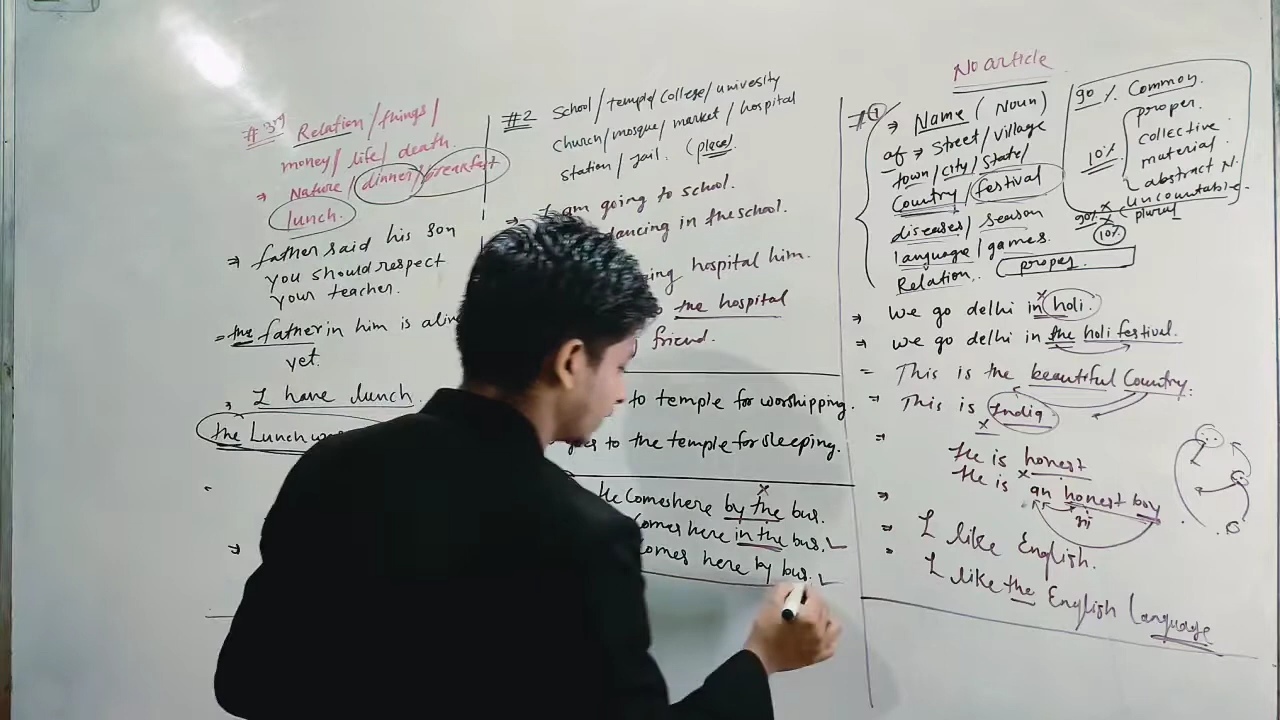 No article
#1 ⇒ Name (Noun)
of ⇒ street/village
town/city/state/
Country/festival
diseases/season
language/games.
Relation. proper.
90% Common.
proper.
collective.
10% material.
abstract N.
uncountable.
90% plural
10%
⇒ we go delhi in holi.
⇒ we go delhi in the holi festival.
= This is the beautiful Country.
⇒ This is India
He is honest
He is an honest boy
⇒ I like English.
I like the English language
#2 School/temple/college/univesity
church/mosque/market/hospital
station/jail. (place)
⇒ I am going to school.
dancing in the school.
hospital him.
the hospital
friend.
to temple for worshipping.
to the temple for sleeping.
He comes here by the bus.
comes here in the bus.
comes here by bus.
#3rd Relation/things/
money/life/death.
⇒ Nature/dinner/breakfast
lunch.
⇒ father said his son
you should respect
your teacher.
= the father in him is aliv
yet.
I have lunch.
the Lunch